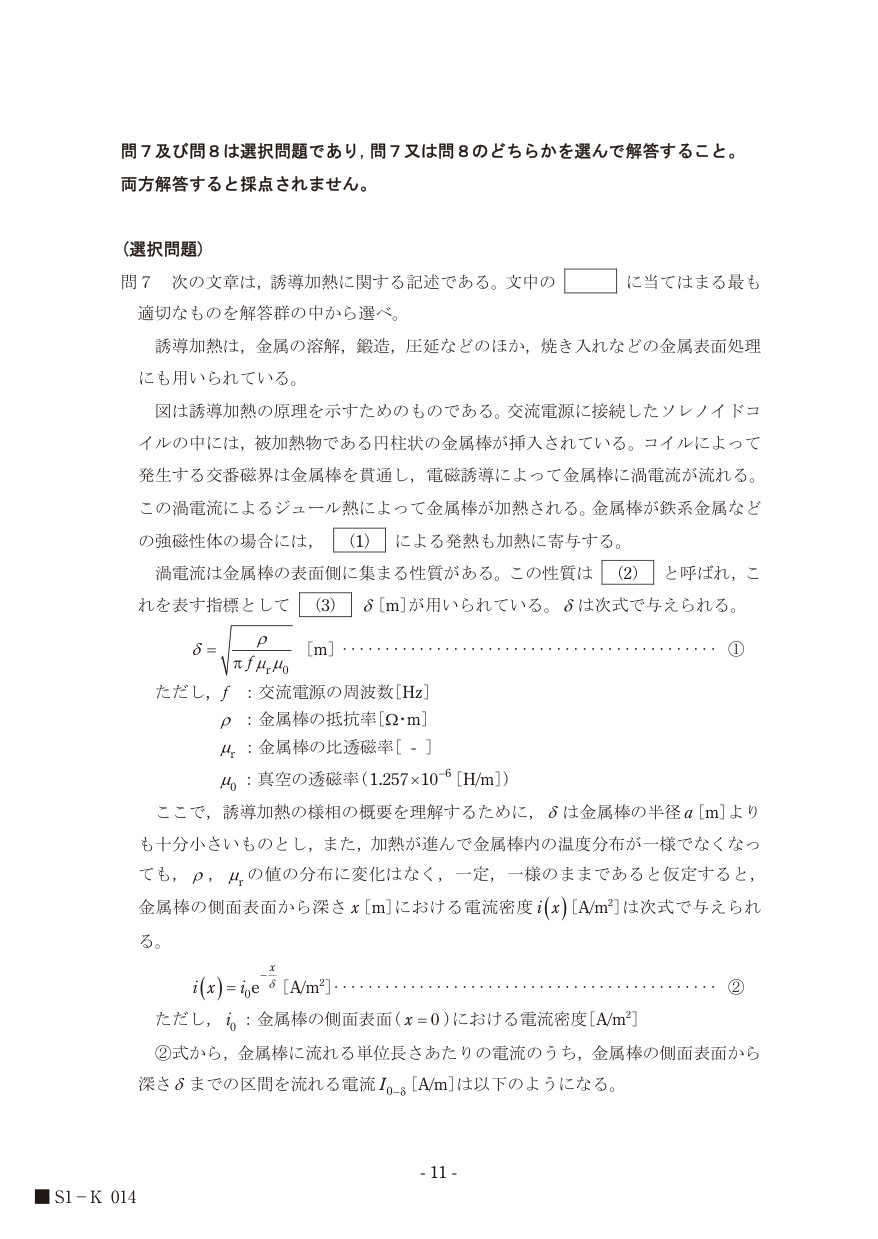 問７及び問８は選択問題であり，問７又は問８のどちらかを選んで解答すること。
両方解答すると採点されません。
(選択問題)
問７　次の文章は，誘導加熱に関する記述である。文中の　　　に当てはまる最も
適切なものを解答群の中から選べ。
誘導加熱は，金属の溶解，鍛造，圧延などのほか，焼き入れなどの金属表面処理
にも用いられている。
図は誘導加熱の原理を示すためのものである。交流電源に接続したソレノイドコ
イルの中には，被加熱物である円柱状の金属棒が挿入されている。コイルによって
発生する交番磁界は金属棒を貫通し，電磁誘導によって金属棒に渦電流が流れる。
この渦電流によるジュール熱によって金属棒が加熱される。金属棒が鉄系金属など
の強磁性体の場合には， (1) による発熱も加熱に寄与する。
渦電流は金属棒の表面側に集まる性質がある。この性質は (2) と呼ばれ，こ
れを表す指標として (3) δ [m]が用いられている。δ は次式で与えられる。
δ = √(ρ / (π f μr μ0)) [m] ············································ ①
ただし，f ：交流電源の周波数[Hz]
ρ ：金属棒の抵抗率[Ω･m]
μr ：金属棒の比透磁率[ - ]
μ0 ：真空の透磁率(1.257×10⁻⁶ [H/m])
ここで，誘導加熱の様相の概要を理解するために，δ は金属棒の半径 a [m]より
も十分小さいものとし，また，加熱が進んで金属棒内の温度分布が一様でなくなっ
ても，ρ，μr の値の分布に変化はなく，一定，一様のままであると仮定すると，
金属棒の側面表面から深さ x [m]における電流密度 i(x) [A/m²]は次式で与えられ
る。
i(x) = i0 e^(−x/δ) [A/m²]············································· ②
ただし，i0 ：金属棒の側面表面( x = 0 )における電流密度[A/m²]
②式から，金属棒に流れる単位長さあたりの電流のうち，金属棒の側面表面から
深さ δ までの区間を流れる電流 I0−δ [A/m]は以下のようになる。
- 11 -
■ S1−K 014